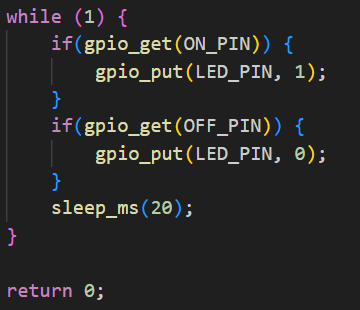 while (1) {
    if(gpio_get(ON_PIN)) {
        gpio_put(LED_PIN, 1);
    }
    if(gpio_get(OFF_PIN)) {
        gpio_put(LED_PIN, 0);
    }
    sleep_ms(20);
}

return 0;